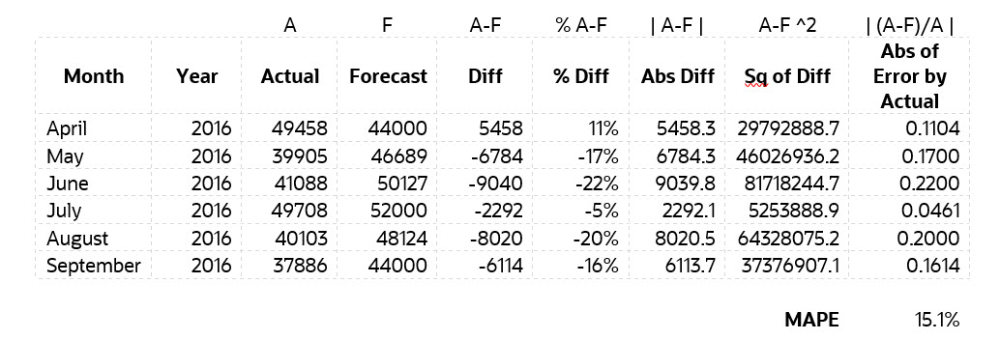 A F A-F % A-F | A-F | A-F ^2 | (A-F)/A |
Month Year Actual Forecast Diff % Diff Abs Diff Sq of Diff Abs of Error by Actual
April 2016 49458 44000 5458 11% 5458.3 29792888.7 0.1104
May 2016 39905 46689 -6784 -17% 6784.3 46026936.2 0.1700
June 2016 41088 50127 -9040 -22% 9039.8 81718244.7 0.2200
July 2016 49708 52000 -2292 -5% 2292.1 5253888.9 0.0461
August 2016 40103 48124 -8020 -20% 8020.5 64328075.2 0.2000
September 2016 37886 44000 -6114 -16% 6113.7 37376907.1 0.1614
MAPE 15.1%